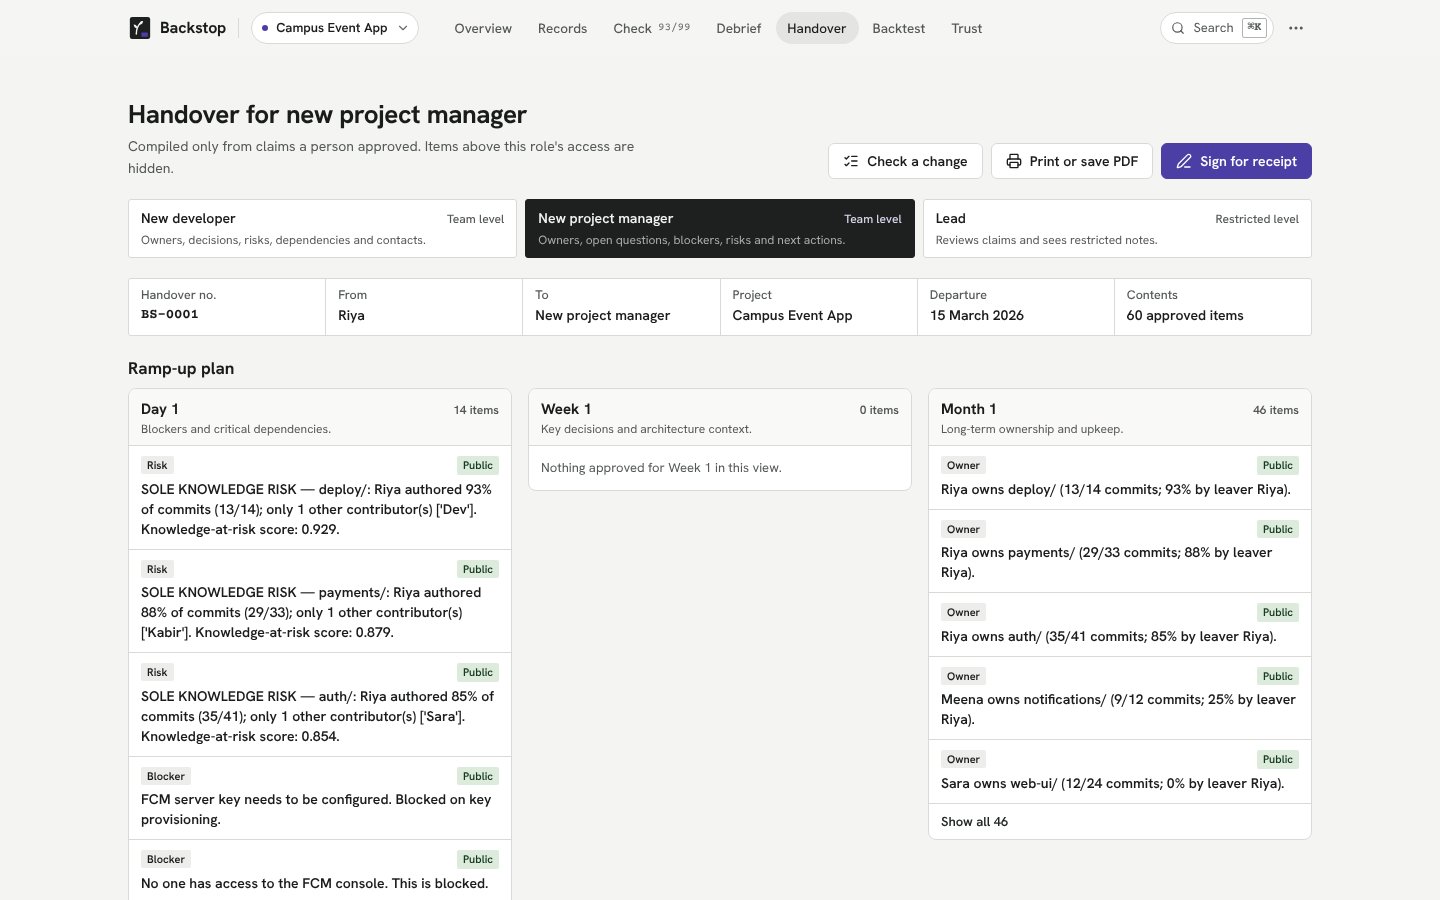 Backstop
Campus Event App
Overview
Records
Check 93/99
Debrief
Handover
Backtest
Trust
Search ⌘K
Handover for new project manager
Compiled only from claims a person approved. Items above this role's access are
hidden.
Check a change
Print or save PDF
Sign for receipt
New developer
Team level
Owners, decisions, risks, dependencies and contacts.
New project manager
Team level
Owners, open questions, blockers, risks and next actions.
Lead
Restricted level
Reviews claims and sees restricted notes.
Handover no.
BS-0001
From
Riya
To
New project manager
Project
Campus Event App
Departure
15 March 2026
Contents
60 approved items
Ramp-up plan
Day 1
14 items
Blockers and critical dependencies.
Risk
Public
SOLE KNOWLEDGE RISK — deploy/: Riya authored 93%
of commits (13/14); only 1 other contributor(s) ['Dev'].
Knowledge-at-risk score: 0.929.
Risk
Public
SOLE KNOWLEDGE RISK — payments/: Riya authored
88% of commits (29/33); only 1 other contributor(s)
['Kabir']. Knowledge-at-risk score: 0.879.
Risk
Public
SOLE KNOWLEDGE RISK — auth/: Riya authored 85% of
commits (35/41); only 1 other contributor(s) ['Sara'].
Knowledge-at-risk score: 0.854.
Blocker
Public
FCM server key needs to be configured. Blocked on key
provisioning.
Blocker
Public
No one has access to the FCM console. This is blocked.
Week 1
0 items
Key decisions and architecture context.
Nothing approved for Week 1 in this view.
Month 1
46 items
Long-term ownership and upkeep.
Owner
Public
Riya owns deploy/ (13/14 commits; 93% by leaver Riya).
Owner
Public
Riya owns payments/ (29/33 commits; 88% by leaver
Riya).
Owner
Public
Riya owns auth/ (35/41 commits; 85% by leaver Riya).
Owner
Public
Meena owns notifications/ (9/12 commits; 25% by leaver
Riya).
Owner
Public
Sara owns web-ui/ (12/24 commits; 0% by leaver Riya).
Show all 46